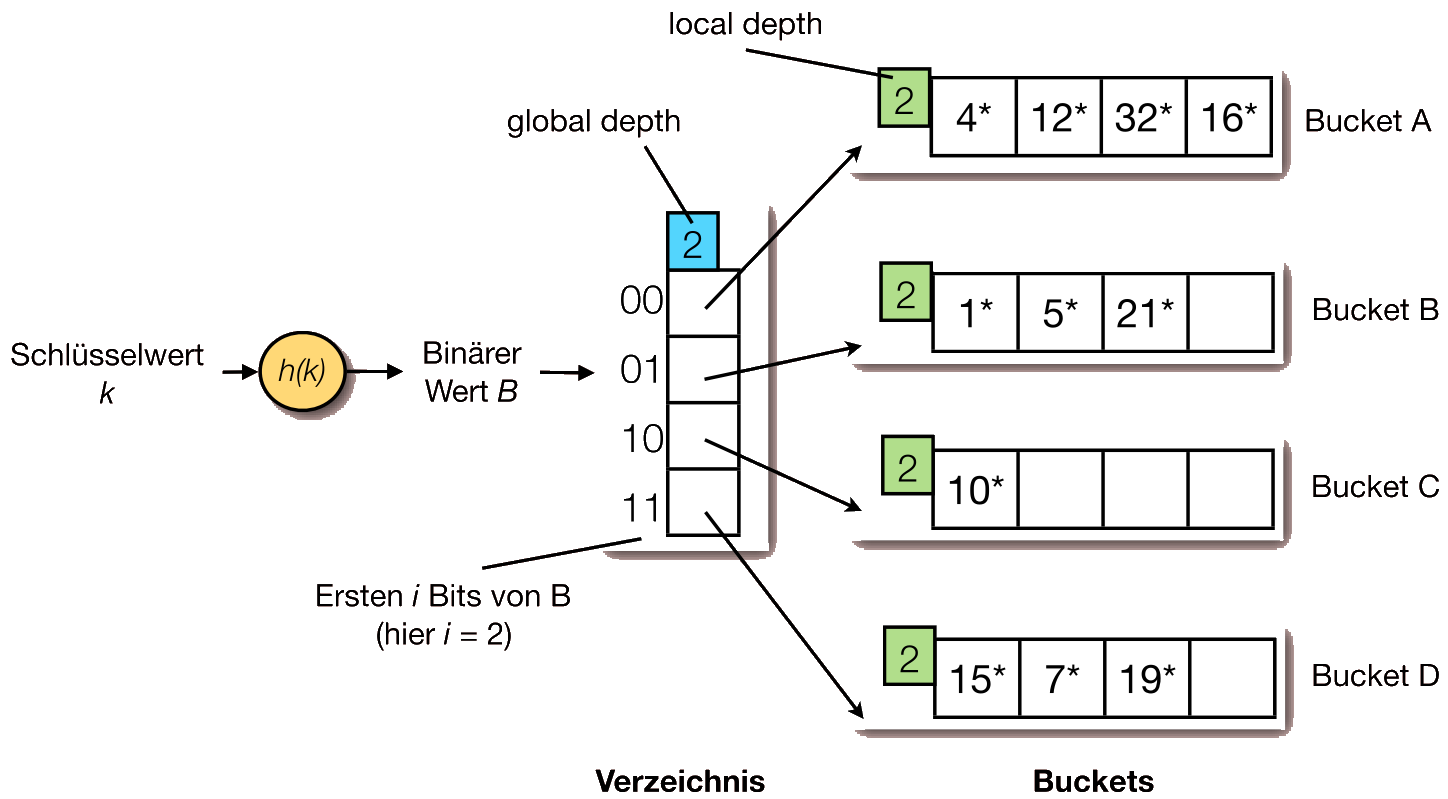 local depth
2
4*
12*
32*
16*
Bucket A
global depth
2
00
01
10
11
2
1*
5*
21*
Bucket B
Schlüsselwert
k
h(k)
Binärer
Wert B
2
10*
Bucket C
Ersten i Bits von B
(hier i = 2)
2
15*
7*
19*
Bucket D
Verzeichnis
Buckets